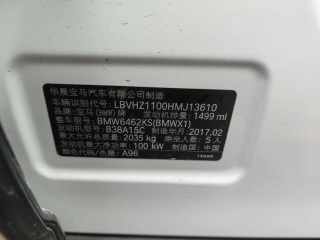 华晨宝马汽车有限公司制造
车辆识别代号: LBVHZ1100HMJ13610
品牌: 宝马(BMW)牌 发动机排量: 1499 ml
整车型号: BMW6462KS(BMWX1)
发动机型号: B38A15C 制造年月: 2017.02
最大允许总质量: 2035 kg 乘坐人数: 5人
发动机最大净功率: 100 kW 制造国: 中国
颜色/色固: A96